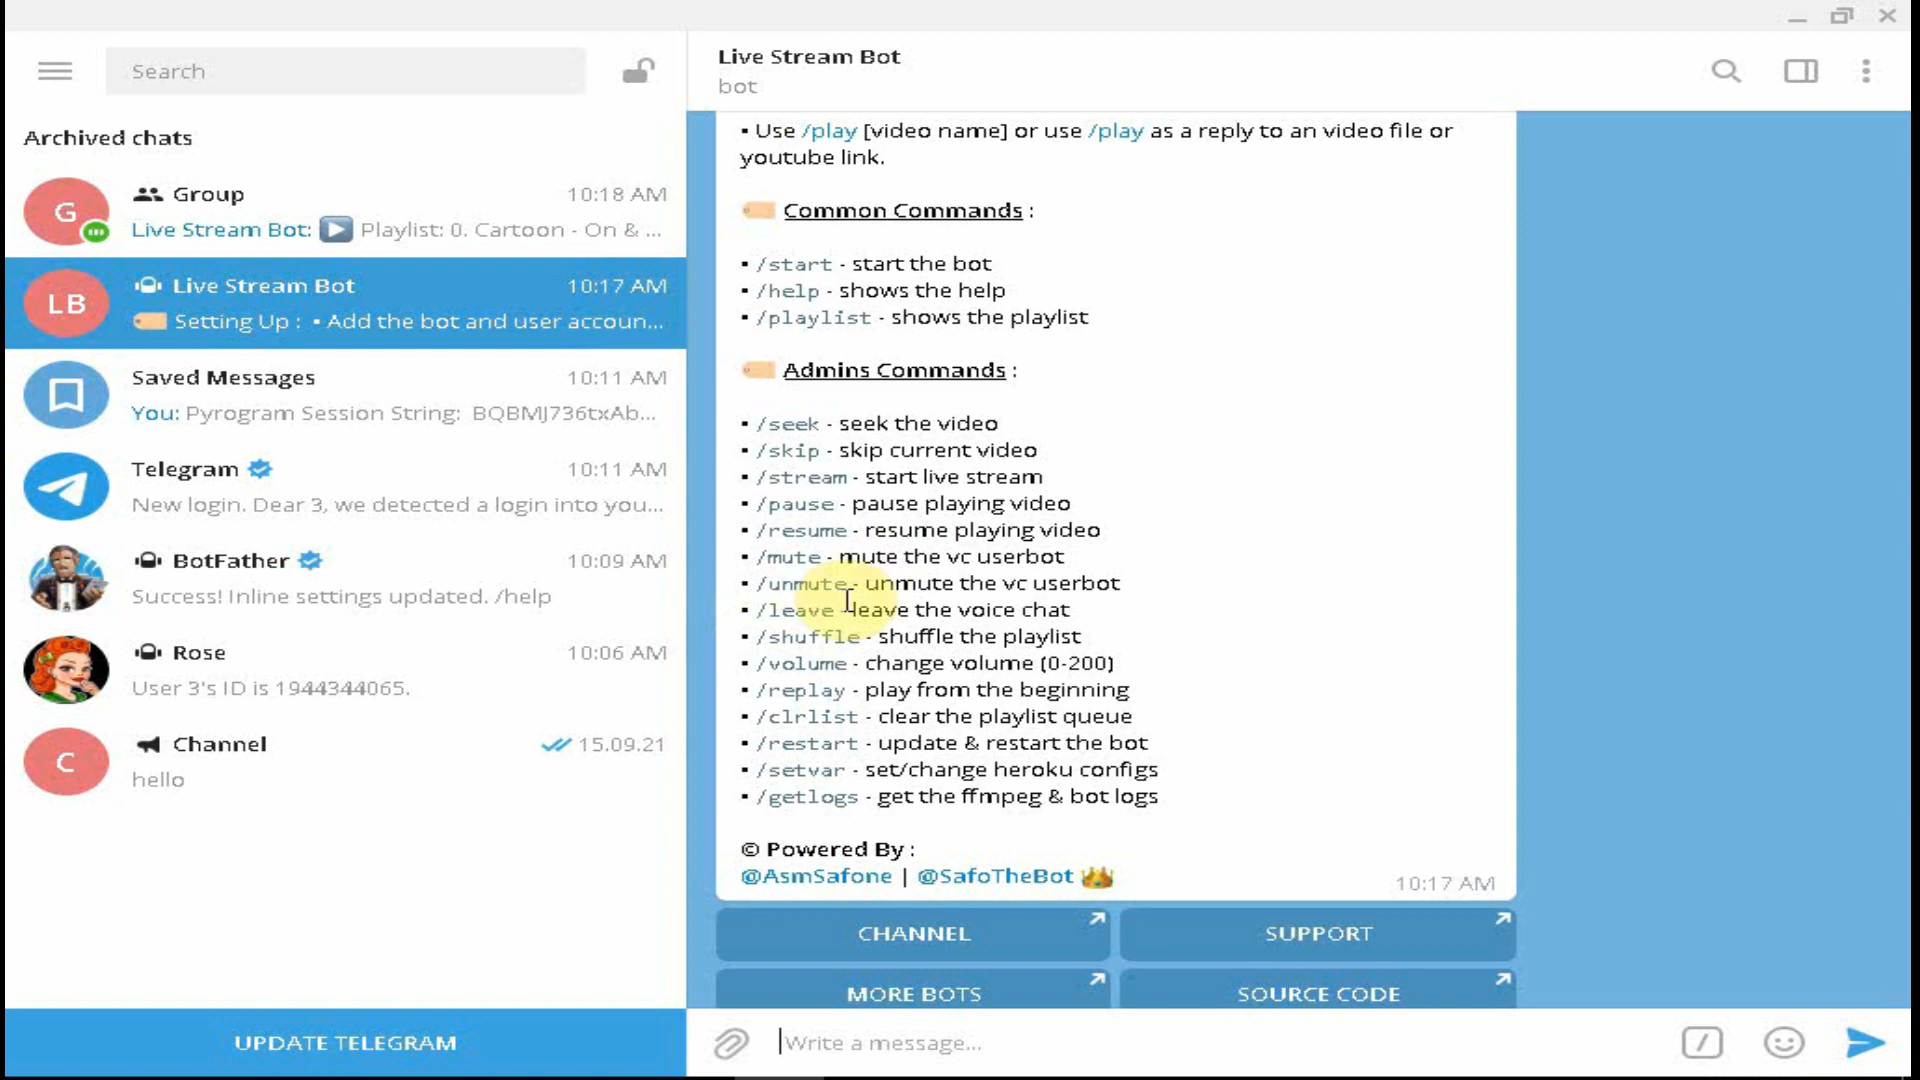 Search
Archived chats
Group 10:18 AM
Live Stream Bot: Playlist: 0. Cartoon - On & ...
Live Stream Bot 10:17 AM
Setting Up : • Add the bot and user accoun...
Saved Messages 10:11 AM
You: Pyrogram Session String: BQBMJ736txAb...
Telegram 10:11 AM
New login. Dear 3, we detected a login into you...
BotFather 10:09 AM
Success! Inline settings updated. /help
Rose 10:06 AM
User 3's ID is 1944344065.
Channel 15.09.21
hello
G
LB
C
UPDATE TELEGRAM
Live Stream Bot
bot
▪ Use /play [video name] or use /play as a reply to an video file or
youtube link.
Common Commands :
▪ /start - start the bot
▪ /help - shows the help
▪ /playlist - shows the playlist
Admins Commands :
▪ /seek - seek the video
▪ /skip - skip current video
▪ /stream - start live stream
▪ /pause - pause playing video
▪ /resume - resume playing video
▪ /mute - mute the vc userbot
▪ /unmute - unmute the vc userbot
▪ /leave - leave the voice chat
▪ /shuffle - shuffle the playlist
▪ /volume - change volume (0-200)
▪ /replay - play from the beginning
▪ /clrlist - clear the playlist queue
▪ /restart - update & restart the bot
▪ /setvar - set/change heroku configs
▪ /getlogs - get the ffmpeg & bot logs
© Powered By :
@AsmSafone | @SafoTheBot
10:17 AM
CHANNEL SUPPORT
MORE BOTS SOURCE CODE
Write a message...